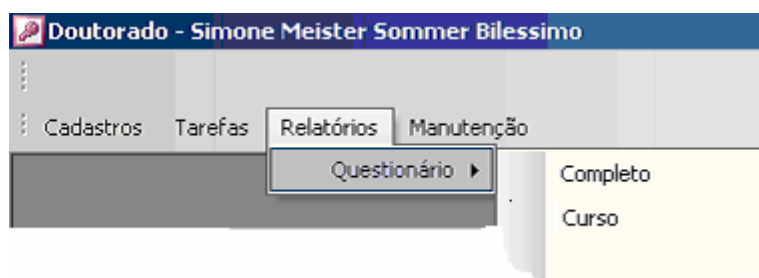 Doutorado - Simone Meister Sommer Bilessimo
Cadastros Tarefas Relatórios Manutenção
Questionário
Completo
Curso